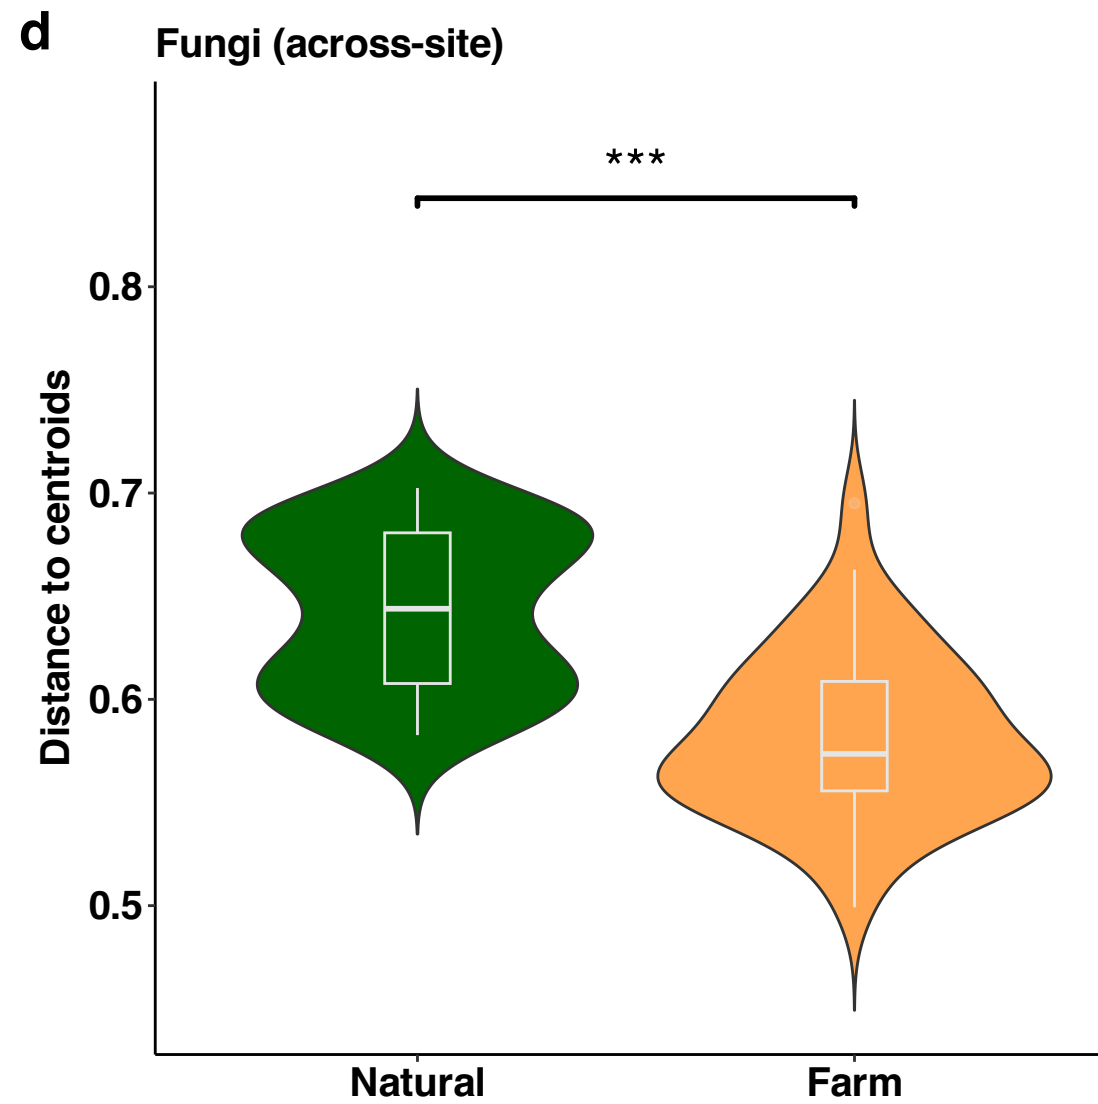 d
Fungi (across-site)
***
0.8
0.7
0.6
0.5
Distance to centroids
Natural
Farm